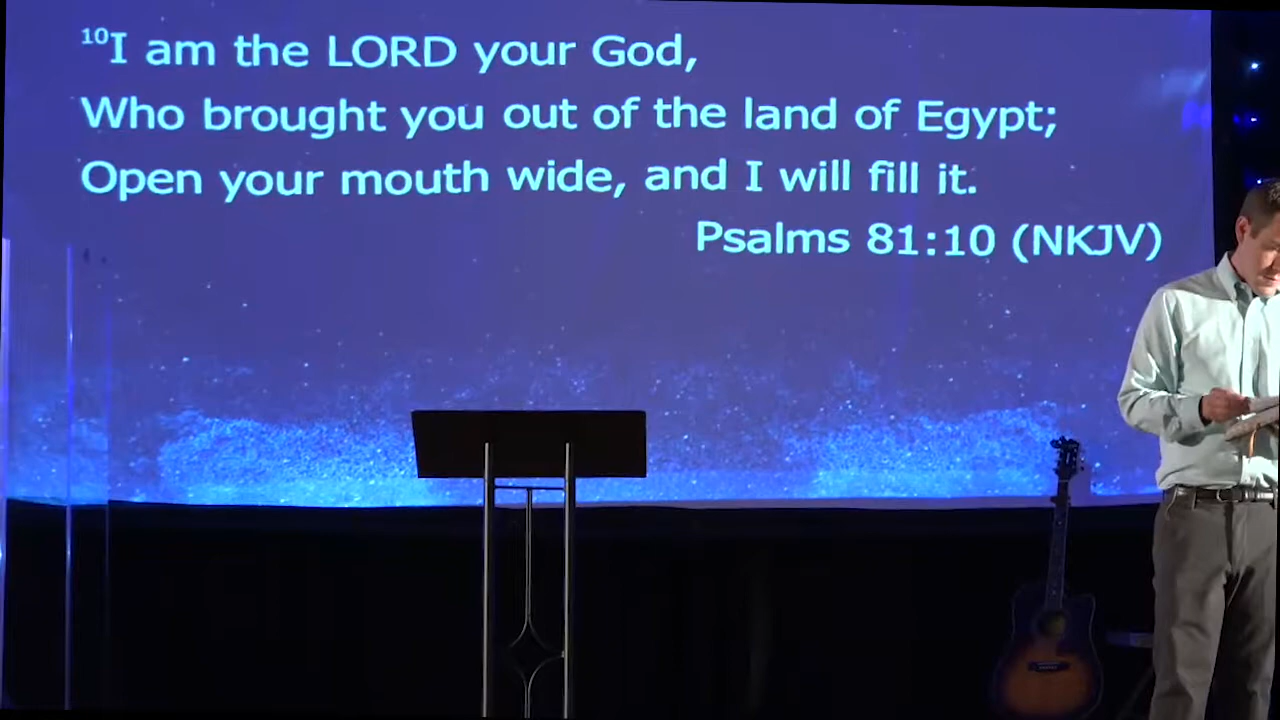 10I am the LORD your God,
Who brought you out of the land of Egypt;
Open your mouth wide, and I will fill it.
Psalms 81:10 (NKJV)